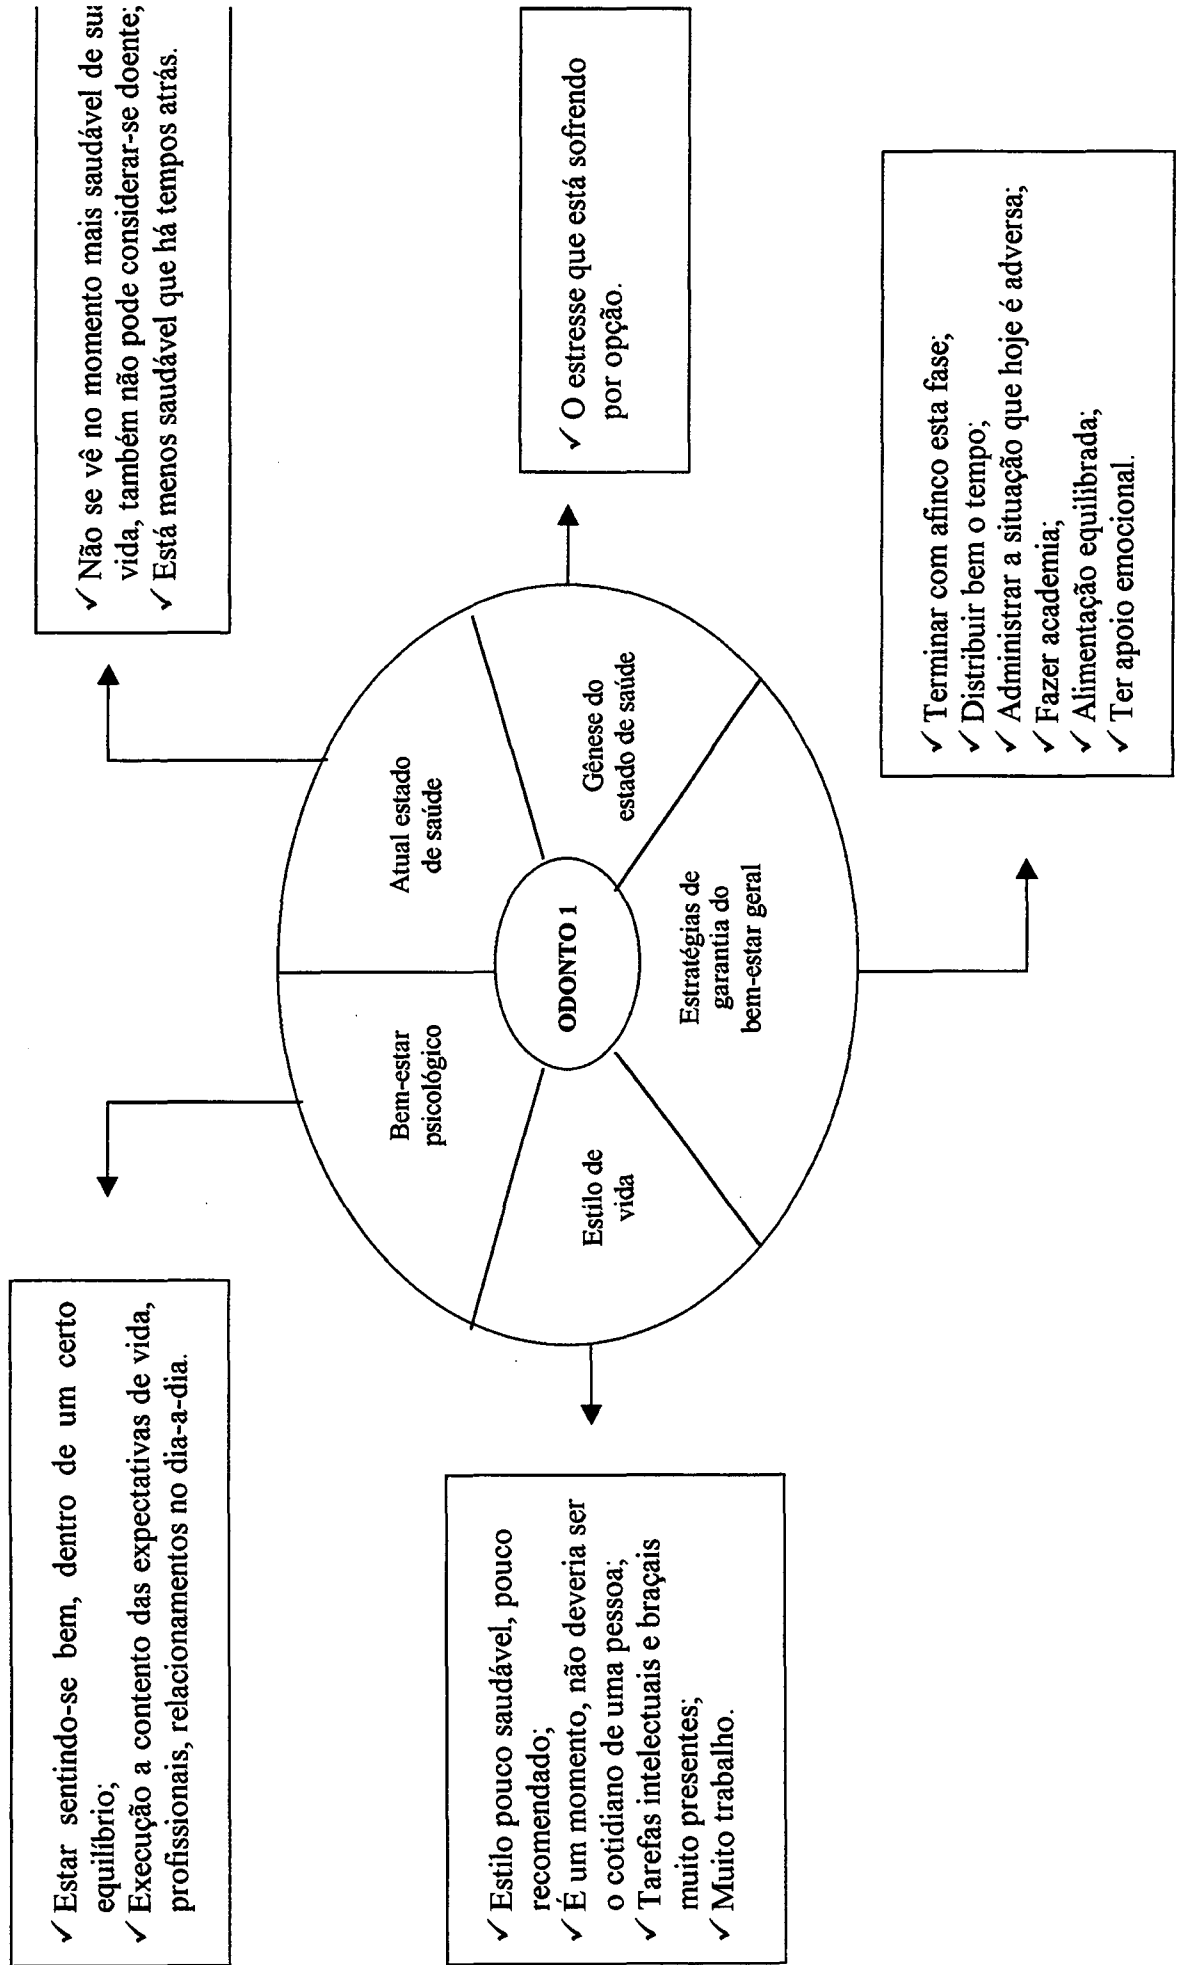 ✓ Estar sentindo-se bem, dentro de um certo
equilíbrio;
✓ Execução a contento das expectativas de vida,
profissionais, relacionamentos no dia-a-dia.
✓ Não se vê no momento mais saudável de sua
vida, também não pode considerar-se doente;
✓ Está menos saudável que há tempos atrás.
Bem-estar
psicológico
Atual estado
de saúde
ODONTO 1
Estilo de
vida
Gênese do
estado de saúde
Estratégias de
garantia do
bem-estar geral
✓ Estilo pouco saudável, pouco
recomendado;
✓ É um momento, não deveria ser
o cotidiano de uma pessoa;
✓ Tarefas intelectuais e braçais
muito presentes;
✓ Muito trabalho.
✓ O estresse que está sofrendo
por opção.
✓ Terminar com afinco esta fase;
✓ Distribuir bem o tempo;
✓ Administrar a situação que hoje é adversa;
✓ Fazer academia;
✓ Alimentação equilibrada;
✓ Ter apoio emocional.